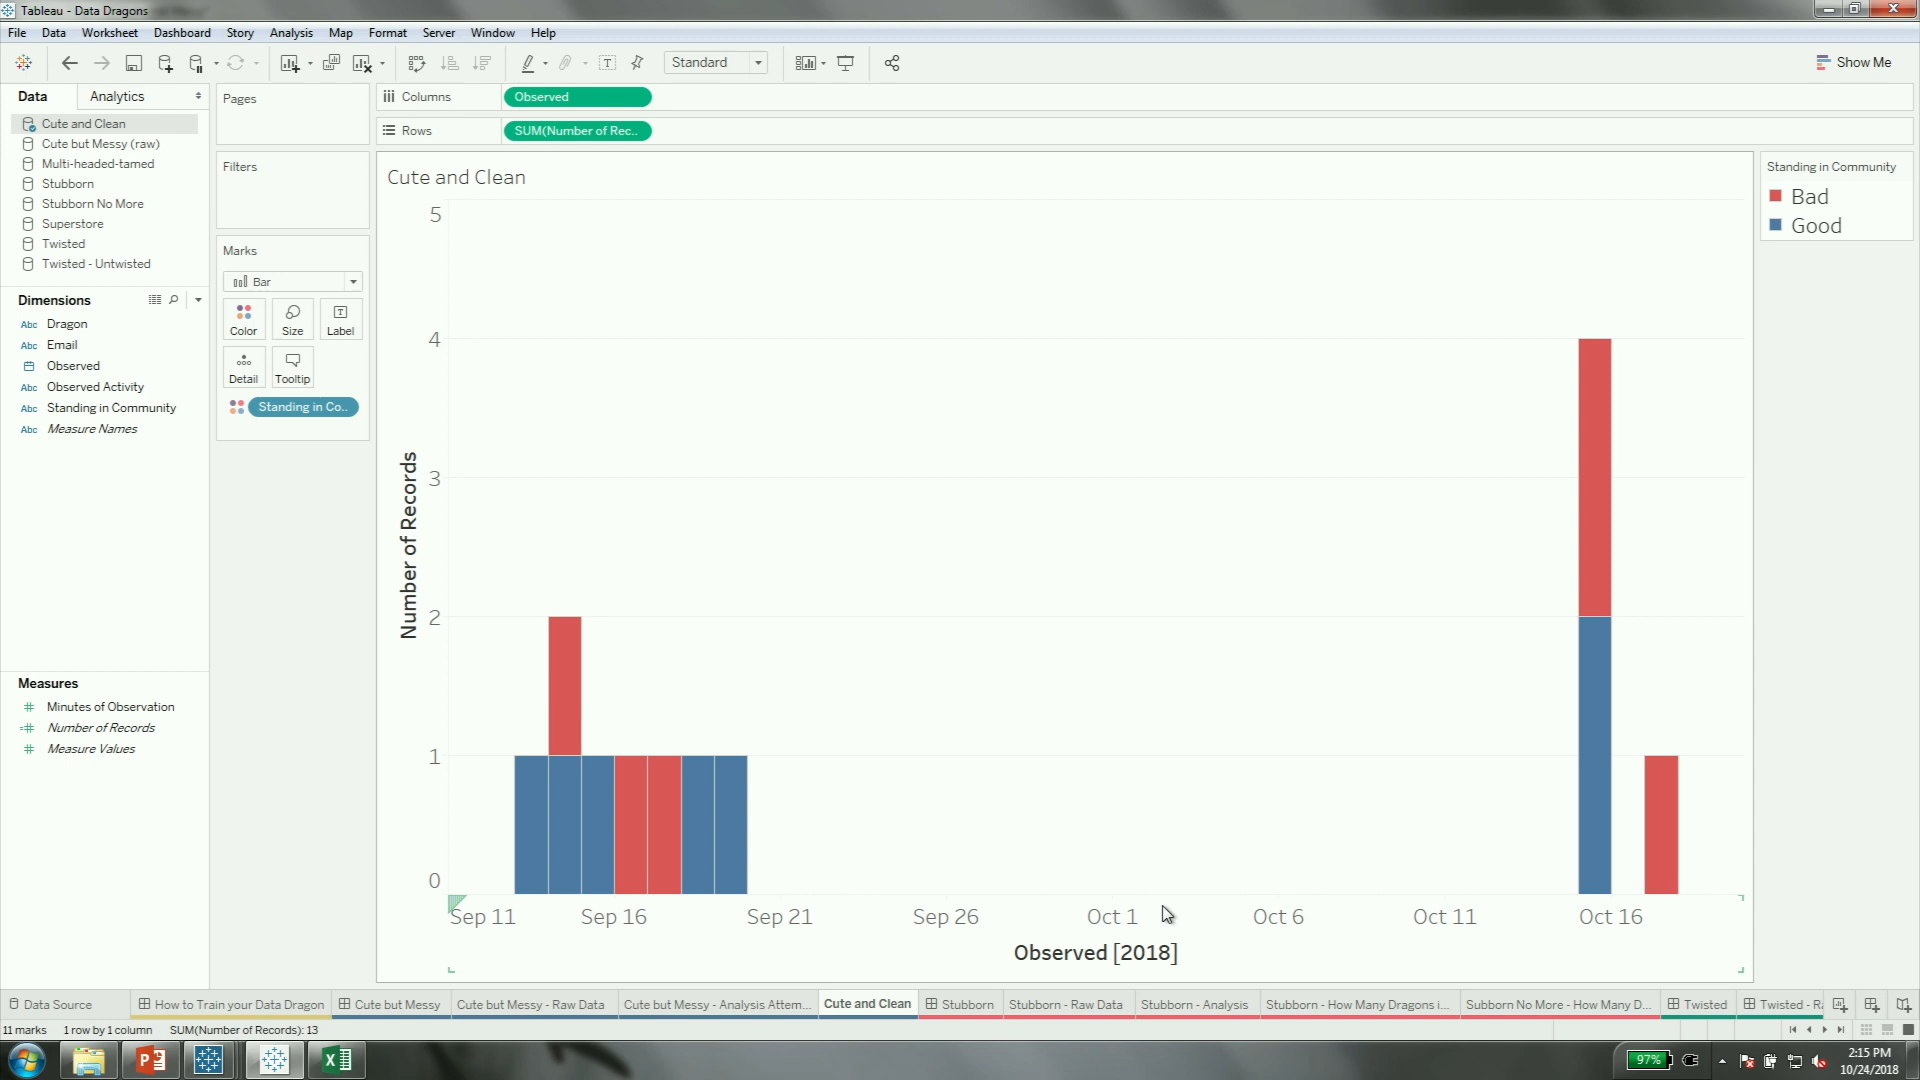 Tableau - Data Dragons
File Data Worksheet Dashboard Story Analysis Map Format Server Window Help
Standard
Show Me
Data Analytics
Cute and Clean
Cute but Messy (raw)
Multi-headed-tamed
Stubborn
Stubborn No More
Superstore
Twisted
Twisted - Untwisted
Dimensions
Abc Dragon
Abc Email
Observed
Abc Observed Activity
Abc Standing in Community
Abc Measure Names
Measures
# Minutes of Observation
=# Number of Records
# Measure Values
Pages
Filters
Marks
Bar
Color Size Label
Detail Tooltip
Standing in Co..
Columns Observed
Rows SUM(Number of Rec..
Cute and Clean
5
4
3
2
1
0
Number of Records
Sep 11 Sep 16 Sep 21 Sep 26 Oct 1 Oct 6 Oct 11 Oct 16
Observed [2018]
Standing in Community
Bad
Good
Data Source How to Train your Data Dragon Cute but Messy Cute but Messy - Raw Data Cute but Messy - Analysis Attem... Cute and Clean Stubborn Stubborn - Raw Data Stubborn - Analysis Stubborn - How Many Dragons i... Subborn No More - How Many D... Twisted Twisted - R
11 marks 1 row by 1 column SUM(Number of Records): 13
97%
2:15 PM
10/24/2018